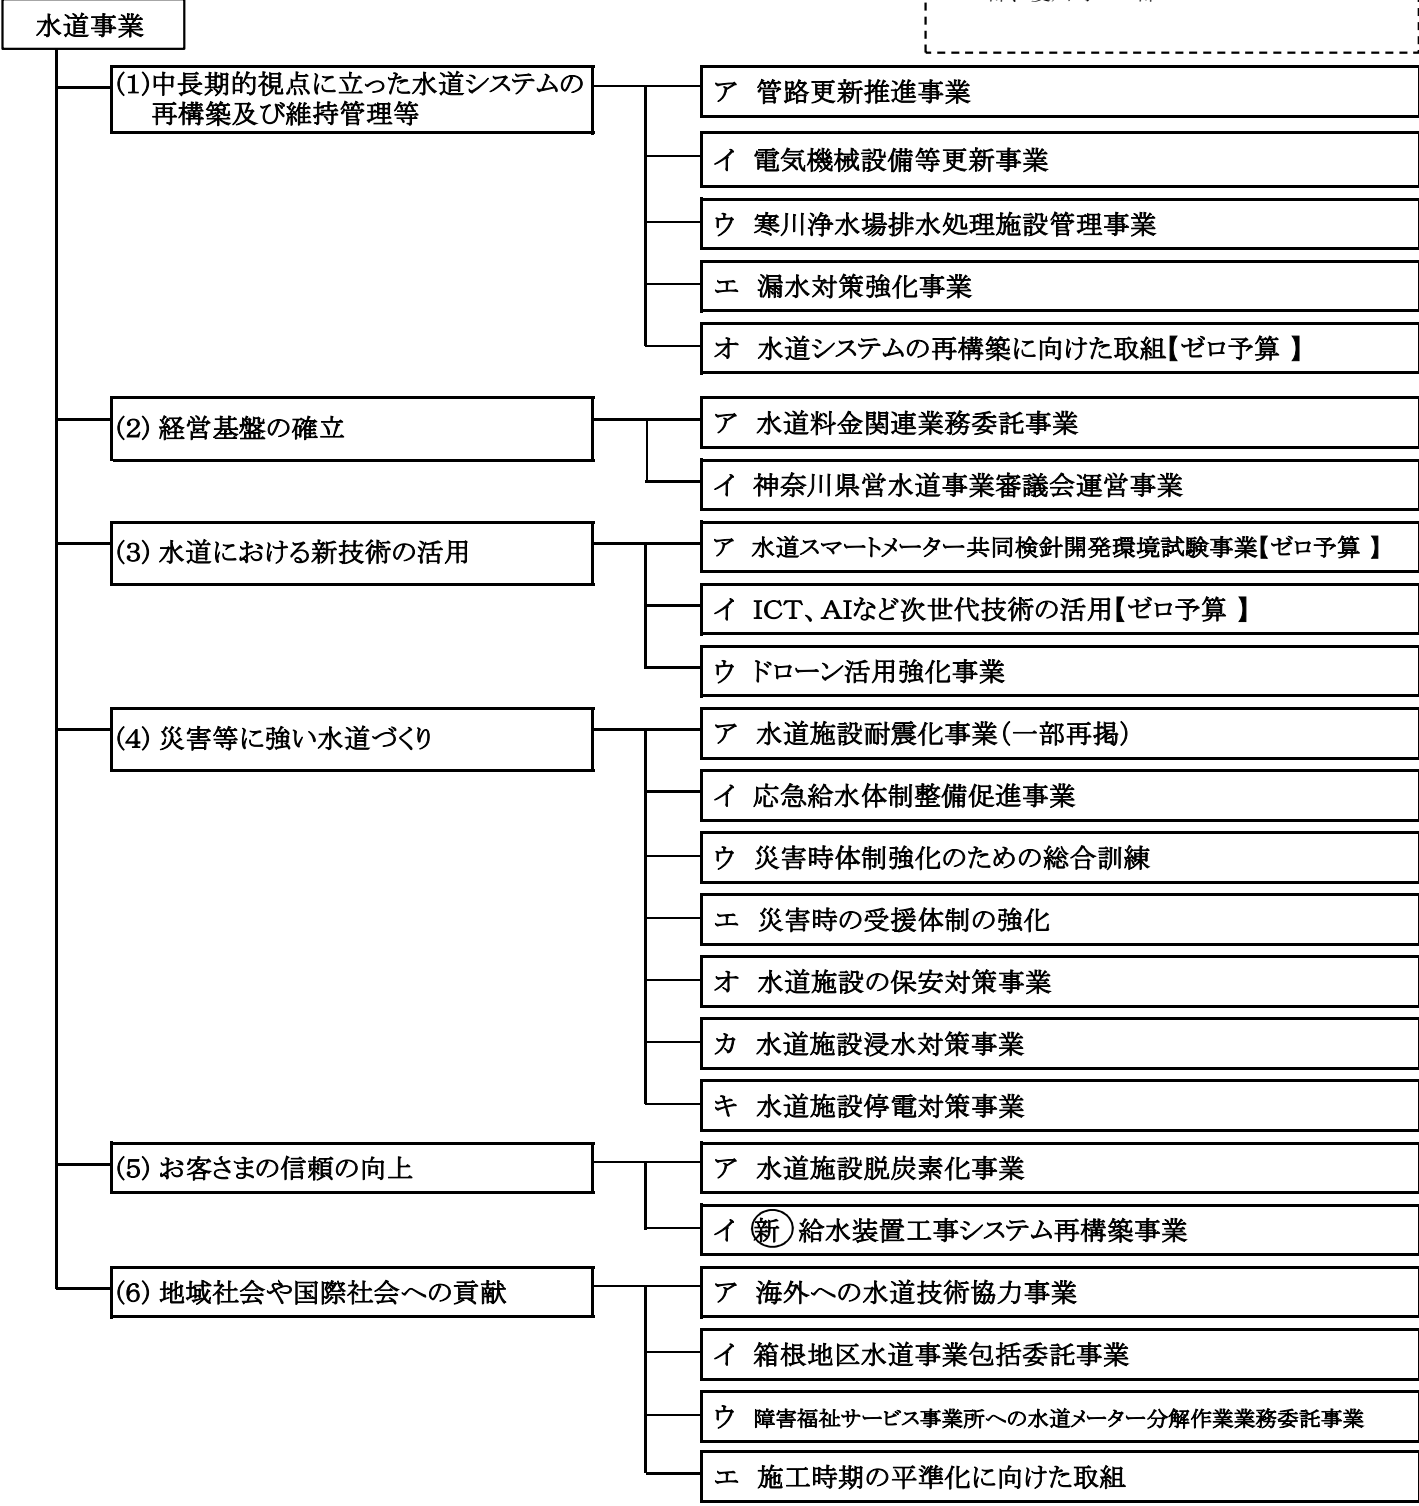 水道事業
(1)中長期的視点に立った水道システムの
再構築及び維持管理等
ア 管路更新推進事業
イ 電気機械設備等更新事業
ウ 寒川浄水場排水処理施設管理事業
エ 漏水対策強化事業
オ 水道システムの再構築に向けた取組【ゼロ予算 】
(2) 経営基盤の確立
ア 水道料金関連業務委託事業
イ 神奈川県営水道事業審議会運営事業
(3) 水道における新技術の活用
ア 水道スマートメーター共同検針開発環境試験事業【ゼロ予算 】
イ ICT、AIなど次世代技術の活用【ゼロ予算 】
ウ ドローン活用強化事業
(4) 災害等に強い水道づくり
ア 水道施設耐震化事業(一部再掲)
イ 応急給水体制整備促進事業
ウ 災害時体制強化のための総合訓練
エ 災害時の受援体制の強化
オ 水道施設の保安対策事業
カ 水道施設浸水対策事業
キ 水道施設停電対策事業
(5) お客さまの信頼の向上
ア 水道施設脱炭素化事業
イ 新 給水装置工事システム再構築事業
(6) 地域社会や国際社会への貢献
ア 海外への水道技術協力事業
イ 箱根地区水道事業包括委託事業
ウ 障害福祉サービス事業所への水道メーター分解作業業務委託事業
エ 施工時期の平準化に向けた取組